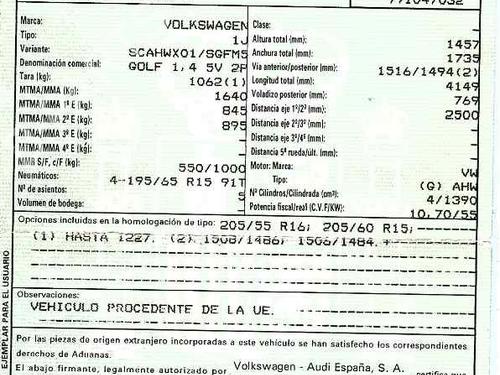 771047032
Marca: VOLKSWAGEN
Tipo: 1J
Variante: SCAHWX01/SGFM5
Denominación comercial: GOLF 1,4 5V 2P
Tara (kg): 1062(1)
MTMA/MMA (Kg): 1640
MTMA/MMA 1º E (kg): 845
MTMA/MMA 2º E (kg): 895
MTMA/MMA 3º E (kg): -
MTMA/MMA 4º E (kg): -
MMR S/F, c/F (kg): 550/1000
Neumáticos: 4-195/65 R15 91T
Nº de asientos: 5
Volumen de bodega: -
Clase: -
Altura total (mm): 1457
Anchura total (mm): 1735
Via anterior/posterior (mm): 1516/1494(2)
Longitud total (mm): 4149
Voladizo posterior (mm): 769
Distancia eje 1º/2º (mm): 2500
Distancia eje 2º/3º (mm): -
Distancia eje 3º/4º (mm): -
Distancia 5ª rueda/últ. (mm): -
Motor: Marca: VW
Tipo: (G) AHW
Nº Cilindros/Cilindrada (cm³): 4/1390
Potencia fiscal/real (C.V.F/KW): 10,70/55
Opciones incluidas en la homologación de tipo: 205/55 R16; 205/60 R15;
(1) HASTA 1227. (2) 1508/1486; 1506/1484.+
Observaciones:
VEHICULO PROCEDENTE DE LA UE.
Por las piezas de origen extranjero incorporadas a este vehículo se han satisfecho los correspondientes
derechos de Aduanas.
El abajo firmante, legalmente autorizado por Volkswagen - Audi España, S. A. certifica que
EJEMPLAR PARA EL USUARIO